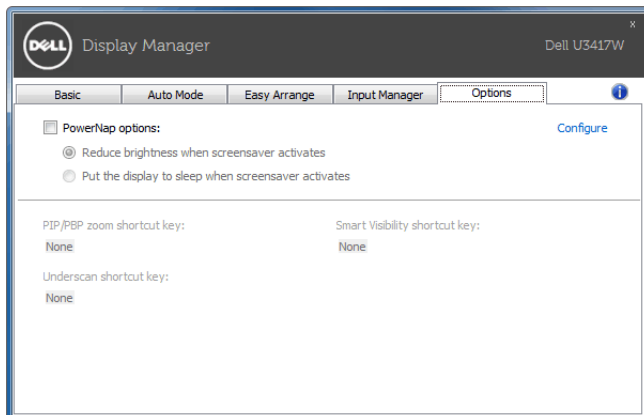 DELL Display Manager Dell U3417W
Basic Auto Mode Easy Arrange Input Manager Options
PowerNap options: Configure
Reduce brightness when screensaver activates
Put the display to sleep when screensaver activates
PIP/PBP zoom shortcut key: Smart Visibility shortcut key:
None None
Underscan shortcut key:
None